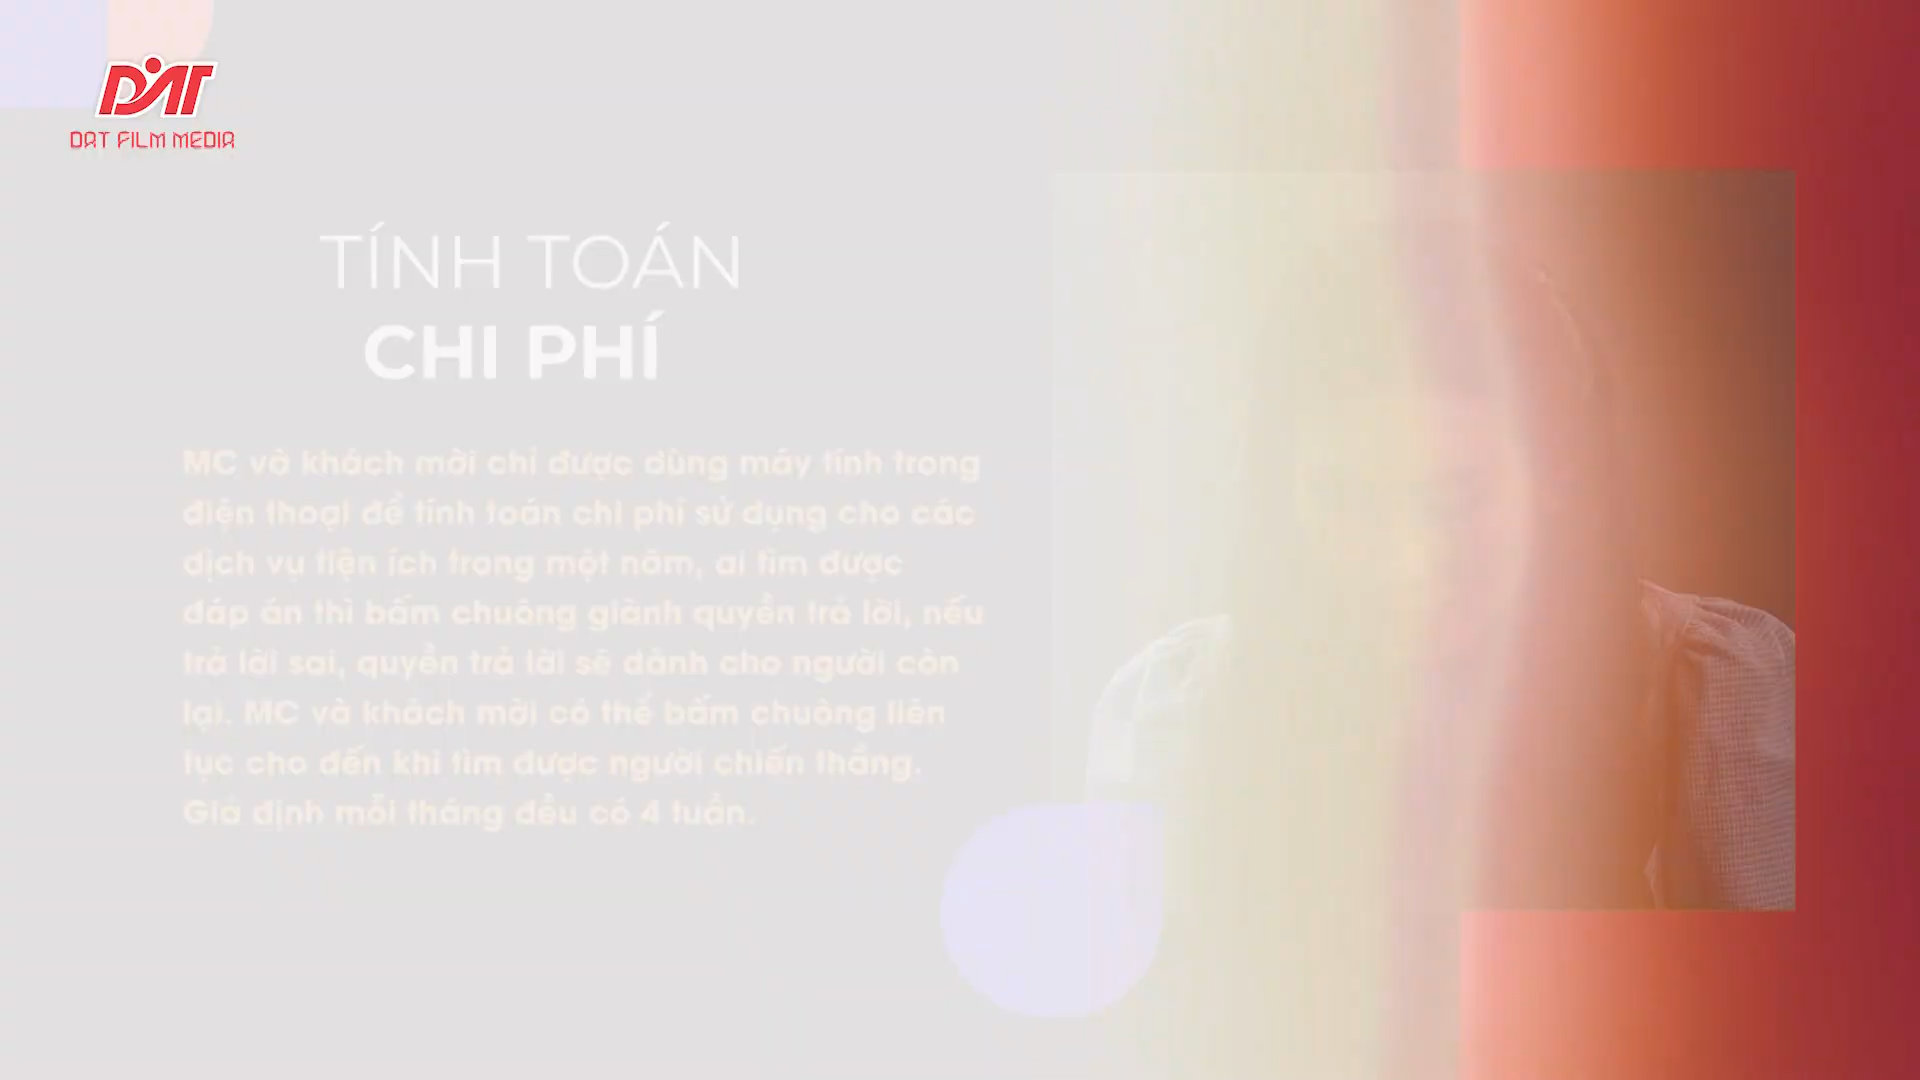 DAT
DAT FILM MEDIA
TÍNH TOÁN
CHI PHÍ
MC và khách mời chỉ được dùng máy tính trong
điện thoại để tính toán chi phí sử dụng cho các
dịch vụ tiện ích trong một năm, ai tìm được
đáp án thì bấm chuông giành quyền trả lời, nếu
trả lời sai, quyền trả lời sẽ dành cho người còn
lại. MC và khách mời có thể bấm chuông liên
tục cho đến khi tìm được người chiến thắng.
Giả định mỗi tháng đều có 4 tuần.